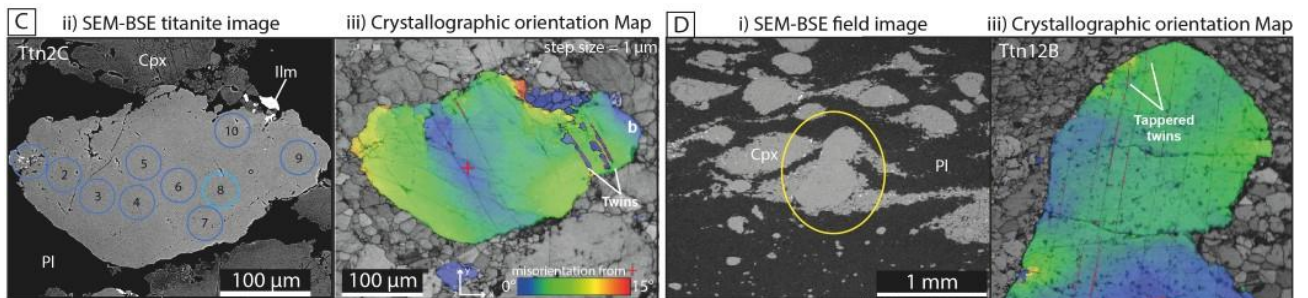 C
ii) SEM-BSE titanite image
Ttn2C
Cpx
Ilm
10
9
5
2
6
8
3
4
7
Pl
100 µm
iii) Crystallographic orientation Map
step size = 1 µm
b
Twins
100 µm
y
misorientation from +
0°
15°
D
i) SEM-BSE field image
Cpx
Pl
1 mm
iii) Crystallographic orientation Map
Ttn12B
Tappered
twins